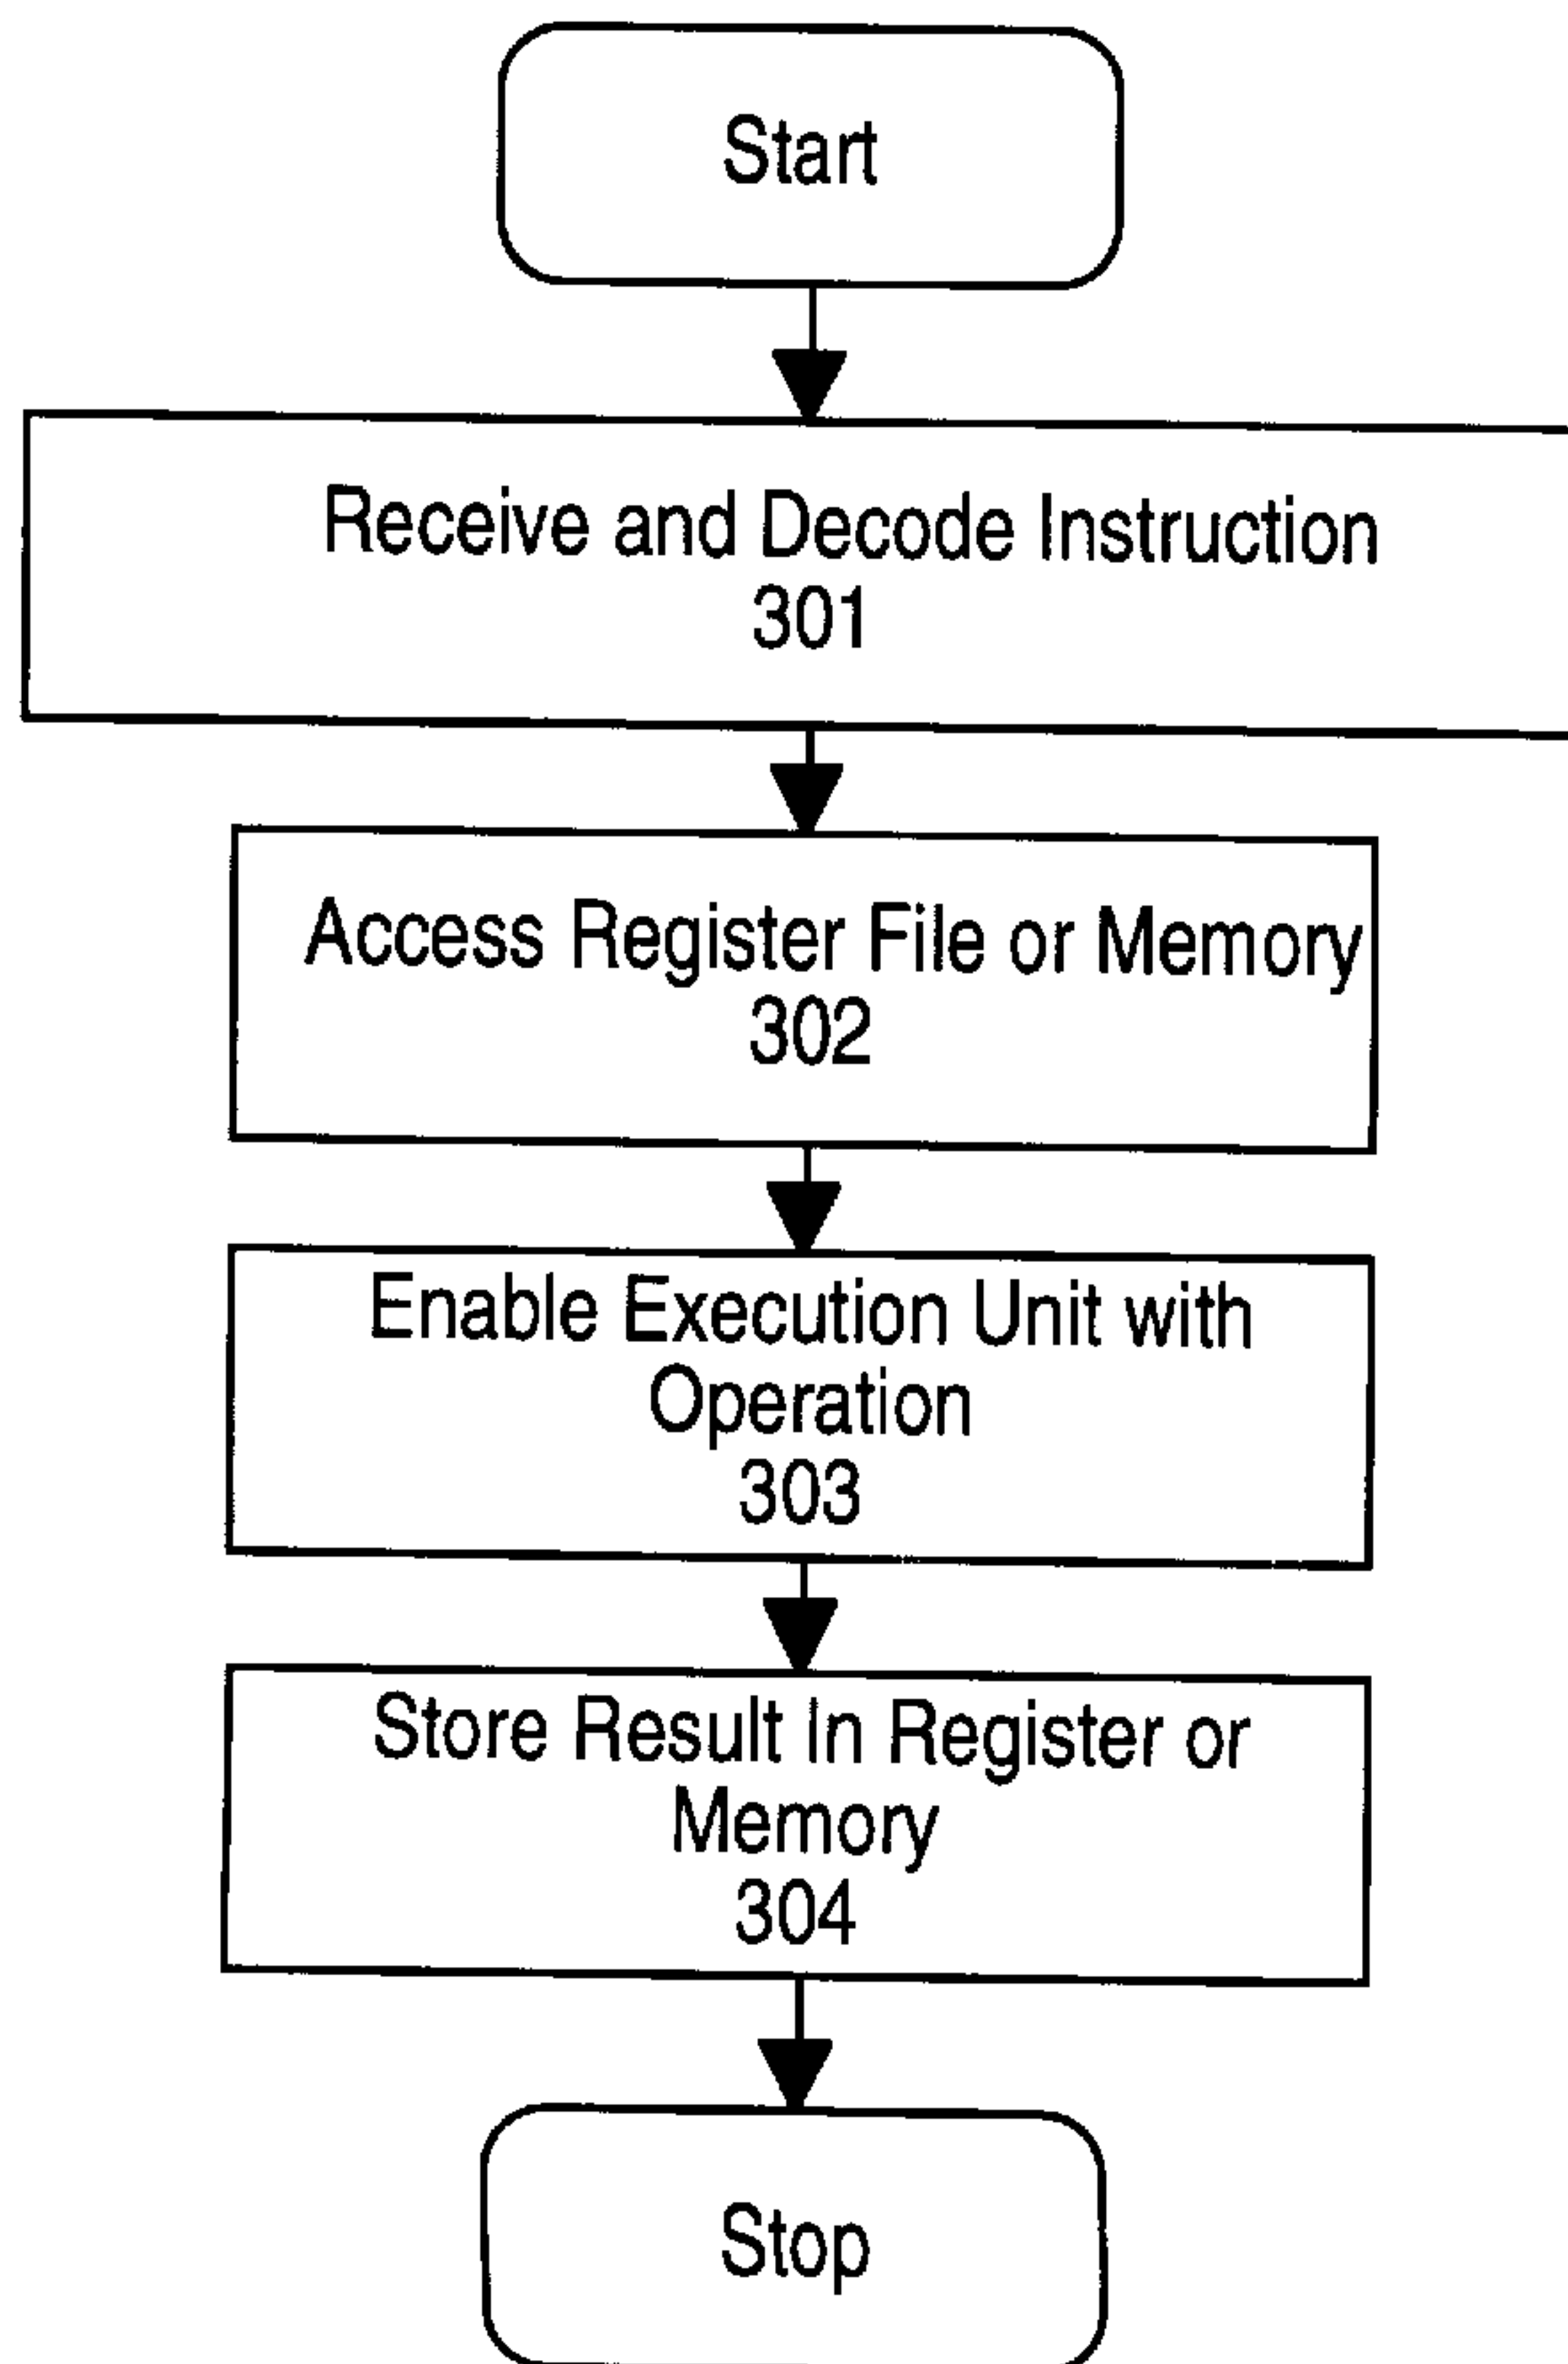 Start
Receive and Decode Instruction
301
Access Register File or Memory
302
Enable Execution Unit with
Operation
303
Store Result In Register or
Memory
304
Stop